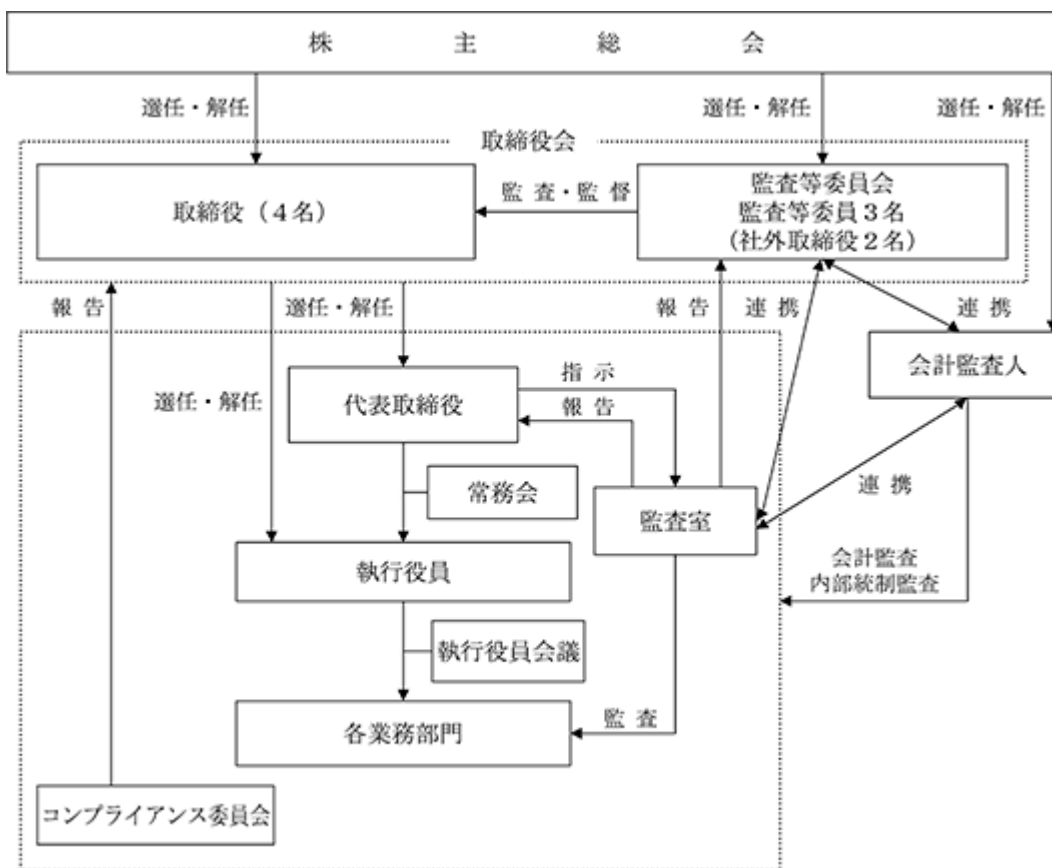 株主総会
選任・解任
選任・解任
選任・解任
取締役会
取締役（４名）
監査・監督
監査等委員会
監査等委員３名
（社外取締役２名）
報告
選任・解任
報告
連携
連携
会計監査人
選任・解任
代表取締役
指示
報告
常務会
監査室
連携
執行役員
会計監査
内部統制監査
執行役員会議
各業務部門
監査
コンプライアンス委員会